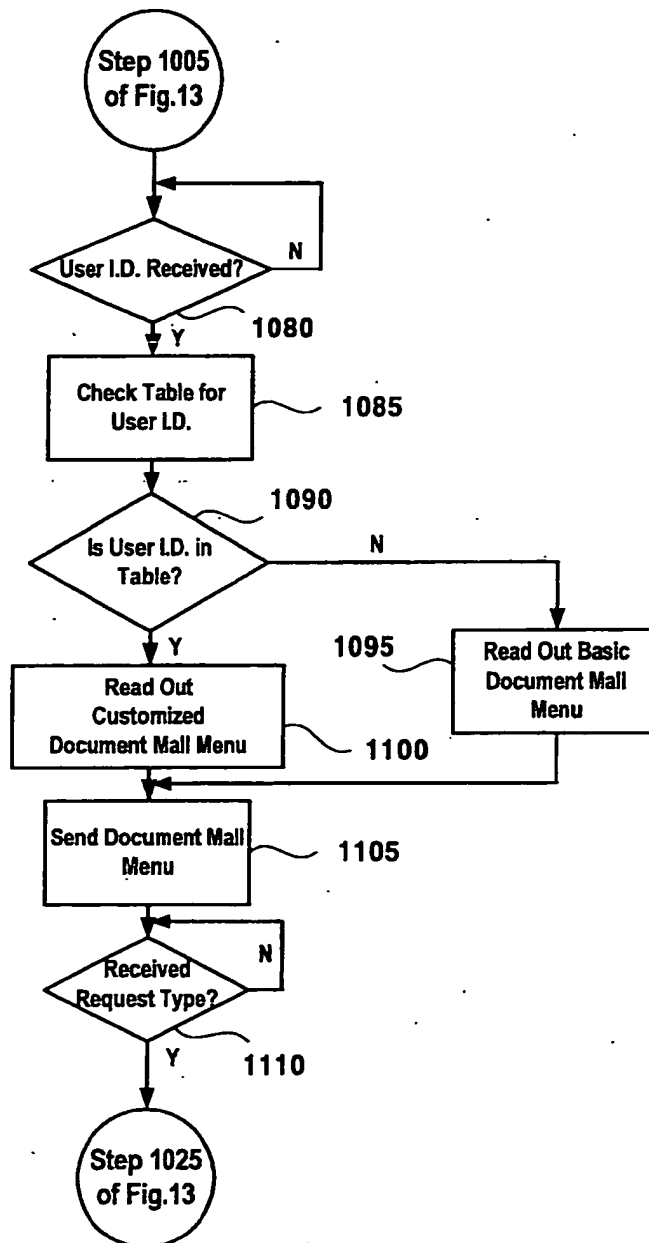 Step 1005
of Fig.13
N
User I.D. Received?
1080
Y
Check Table for
User I.D.
1085
1090
Is User I.D. in
Table?
N
Y
1095
Read Out Basic
Document Mall
Menu
Read Out
Customized
Document Mall Menu
1100
Send Document Mall
Menu
1105
N
Received
Request Type?
1110
Y
Step 1025
of Fig.13